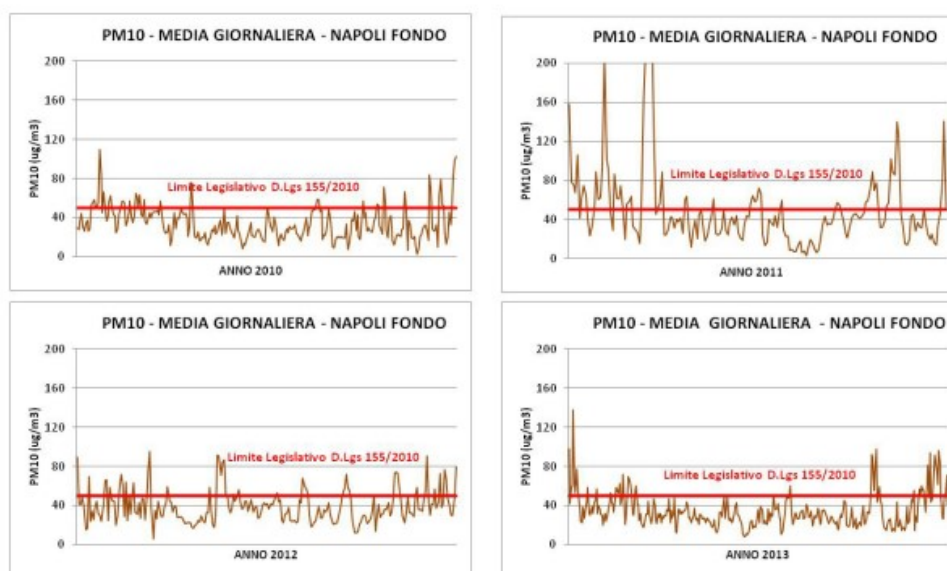 PM10 - MEDIA GIORNALIERA - NAPOLI FONDO
PM10 (ug/m3)
200
160
120
80
40
0
Limite Legislativo D.Lgs 155/2010
ANNO 2010
PM10 - MEDIA GIORNALIERA - NAPOLI FONDO
PM10 (ug/m3)
200
160
120
80
40
0
Limite Legislativo D.Lgs 155/2010
ANNO 2011
PM10 - MEDIA GIORNALIERA - NAPOLI FONDO
PM10 (ug/m3)
200
160
120
80
40
0
Limite Legislativo D.Lgs 155/2010
ANNO 2012
PM10 - MEDIA GIORNALIERA - NAPOLI FONDO
PM10 (ug/m3)
200
160
120
80
40
0
Limite Legislativo D.Lgs 155/2010
ANNO 2013